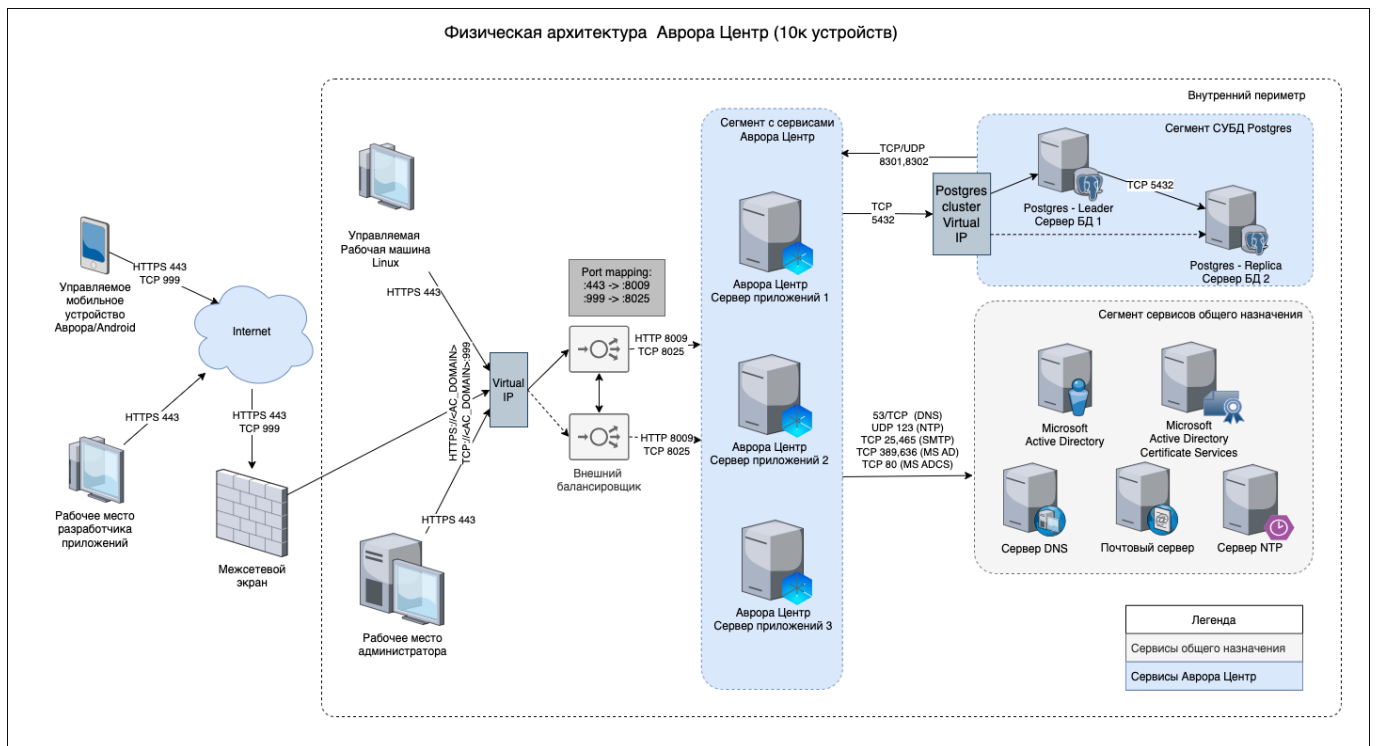 Физическая архитектура Аврора Центр (10к устройств)
Внутренний периметр
Управляемое
мобильное
устройство
Аврора/Android
HTTPS 443
TCP 999
Internet
HTTPS 443
Рабочее место
разработчика
приложений
HTTPS 443
TCP 999
Межсетевой
экран
Управляемая
Рабочая машина
Linux
HTTPS 443
HTTPS://<AC_DOMAIN>
TCP://<AC_DOMAIN>:999
HTTPS 443
Рабочее место
администратора
Virtual
IP
Port mapping:
:443 -> :8009
:999 -> :8025
HTTP 8009
TCP 8025
HTTP 8009
TCP 8025
Внешний
балансировщик
Сегмент с сервисами
Аврора Центр
Аврора Центр
Сервер приложений 1
Аврора Центр
Сервер приложений 2
Аврора Центр
Сервер приложений 3
TCP/UDP
8301,8302
TCP
5432
Сегмент СУБД Postgres
Postgres
cluster
Virtual
IP
Postgres - Leader
Сервер БД 1
TCP 5432
Postgres - Replica
Сервер БД 2
53/TCP (DNS)
UDP 123 (NTP)
TCP 25,465 (SMTP)
TCP 389,636 (MS AD)
TCP 80 (MS ADCS)
Сегмент сервисов общего назначения
Microsoft
Active Directory
Microsoft
Active Directory
Certificate Services
Сервер DNS
Почтовый сервер
Сервер NTP
Легенда
Сервисы общего назначения
Сервисы Аврора Центр